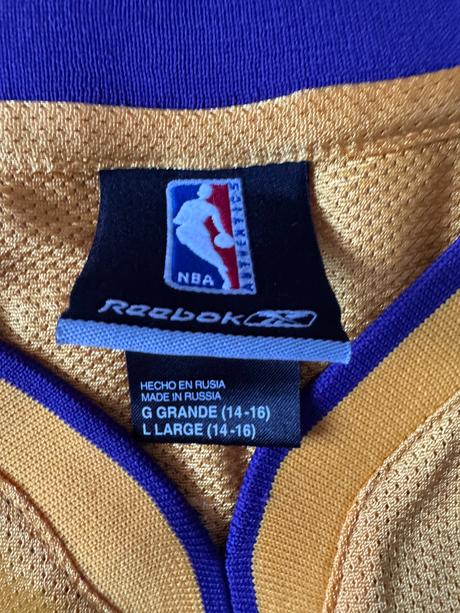 NBA
AUTHENTICS
Reebok
HECHO EN RUSIA
MADE IN RUSSIA
G GRANDE (14-16)
L LARGE (14-16)